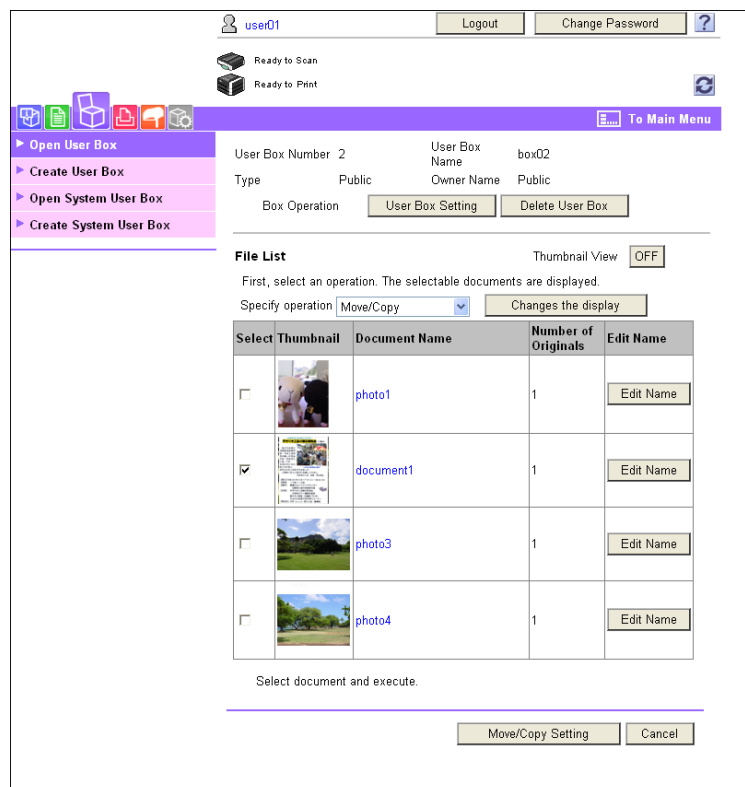 user01
Logout
Change Password
?
Ready to Scan
Ready to Print
To Main Menu
Open User Box
Create User Box
Open System User Box
Create System User Box
User Box Number 2 User Box Name box02
Type Public Owner Name Public
Box Operation User Box Setting Delete User Box
File List Thumbnail View OFF
First, select an operation. The selectable documents are displayed.
Specify operation Move/Copy Changes the display
Select Thumbnail Document Name Number of Originals Edit Name
photo1 1 Edit Name
document1 1 Edit Name
photo3 1 Edit Name
photo4 1 Edit Name
Select document and execute.
Move/Copy Setting Cancel